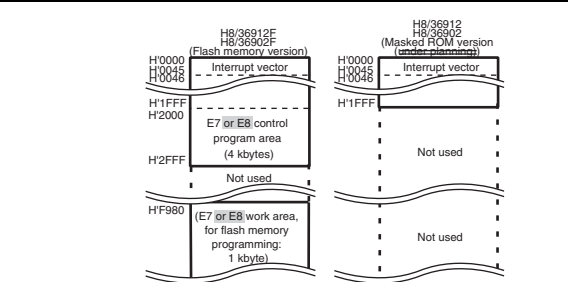 H8/36912F
H8/36902F
(Flash memory version)
H'0000
H'0045
H'0046
Interrupt vector
H'1FFF
H'2000
E7 or E8 control
program area
(4 kbytes)
H'2FFF
Not used
H'F980
(E7 or E8 work area,
for flash memory
programming:
1 kbyte)
H8/36912
H8/36902
(Masked ROM version
(under planning)
H'0000
H'0045
H'0046
Interrupt vector
H'1FFF
Not used
Not used